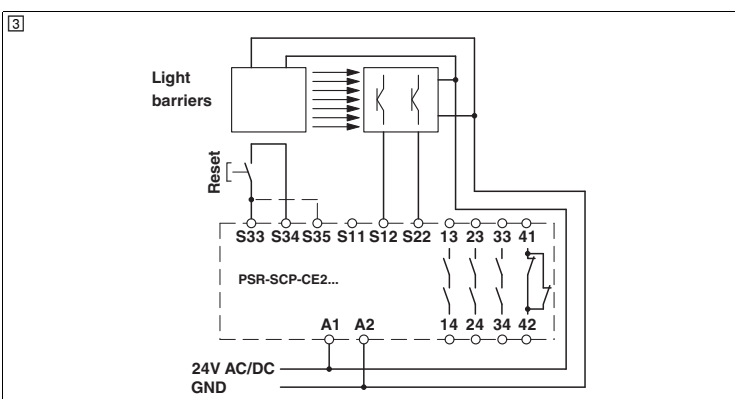 3
Light
barriers
Reset
S33 S34 S35 S11 S12 S22 13 23 33 41
PSR-SCP-CE2...
A1 A2 14 24 34 42
24V AC/DC
GND